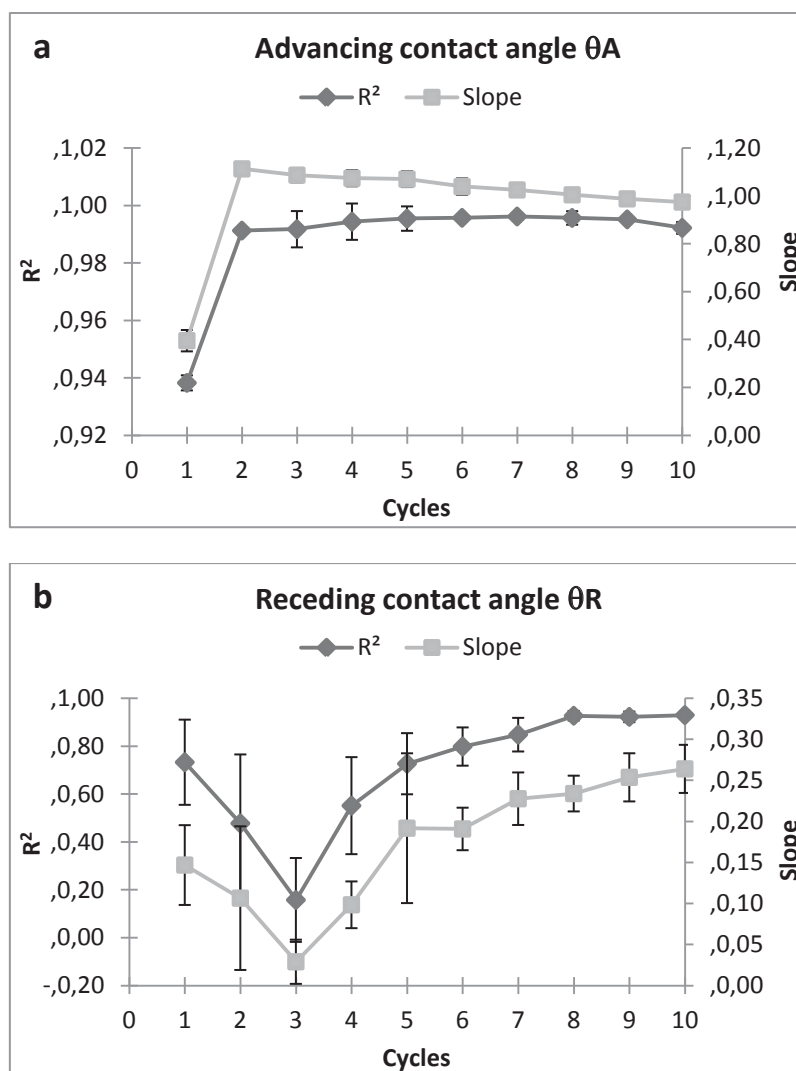 a
Advancing contact angle θA
R² Slope
,1,02
,1,00
,0,98
,0,96
,0,94
,0,92
R²
,1,20
,1,00
,0,80
,0,60
,0,40
,0,20
,0,00
Slope
0 1 2 3 4 5 6 7 8 9 10
Cycles
b
Receding contact angle θR
R² Slope
,1,00
,0,80
,0,60
,0,40
,0,20
,0,00
-,0,20
R²
,0,35
,0,30
,0,25
,0,20
,0,15
,0,10
,0,05
,0,00
Slope
0 1 2 3 4 5 6 7 8 9 10
Cycles